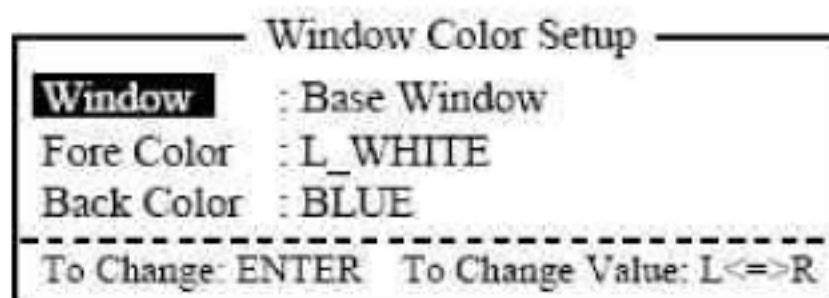 Window Color Setup
Window : Base Window
Fore Color : L_WHITE
Back Color : BLUE
To Change: ENTER To Change Value: L<=>R